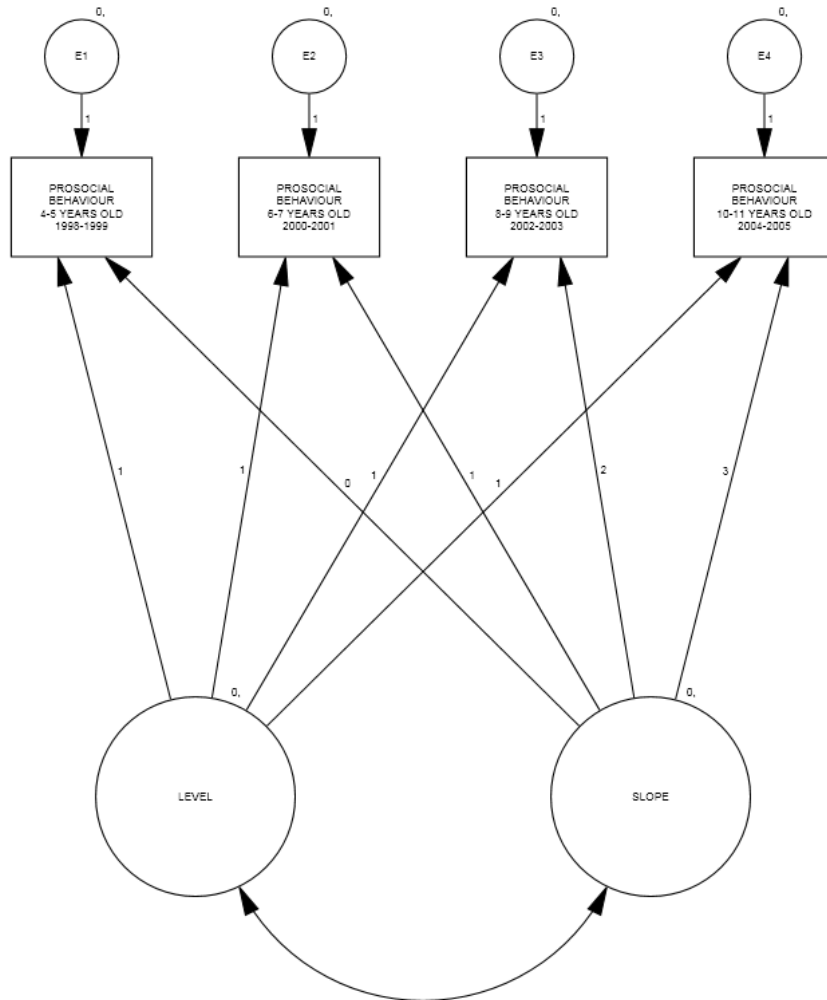 0,
0,
0,
0,
E1
E2
E3
E4
1
1
1
1
PROSOCIAL
BEHAVIOUR
4-5 YEARS OLD
1998-1999
PROSOCIAL
BEHAVIOUR
6-7 YEARS OLD
2000-2001
PROSOCIAL
BEHAVIOUR
8-9 YEARS OLD
2002-2003
PROSOCIAL
BEHAVIOUR
10-11 YEARS OLD
2004-2005
1
1
0
1
1
1
2
3
0,
0,
LEVEL
SLOPE